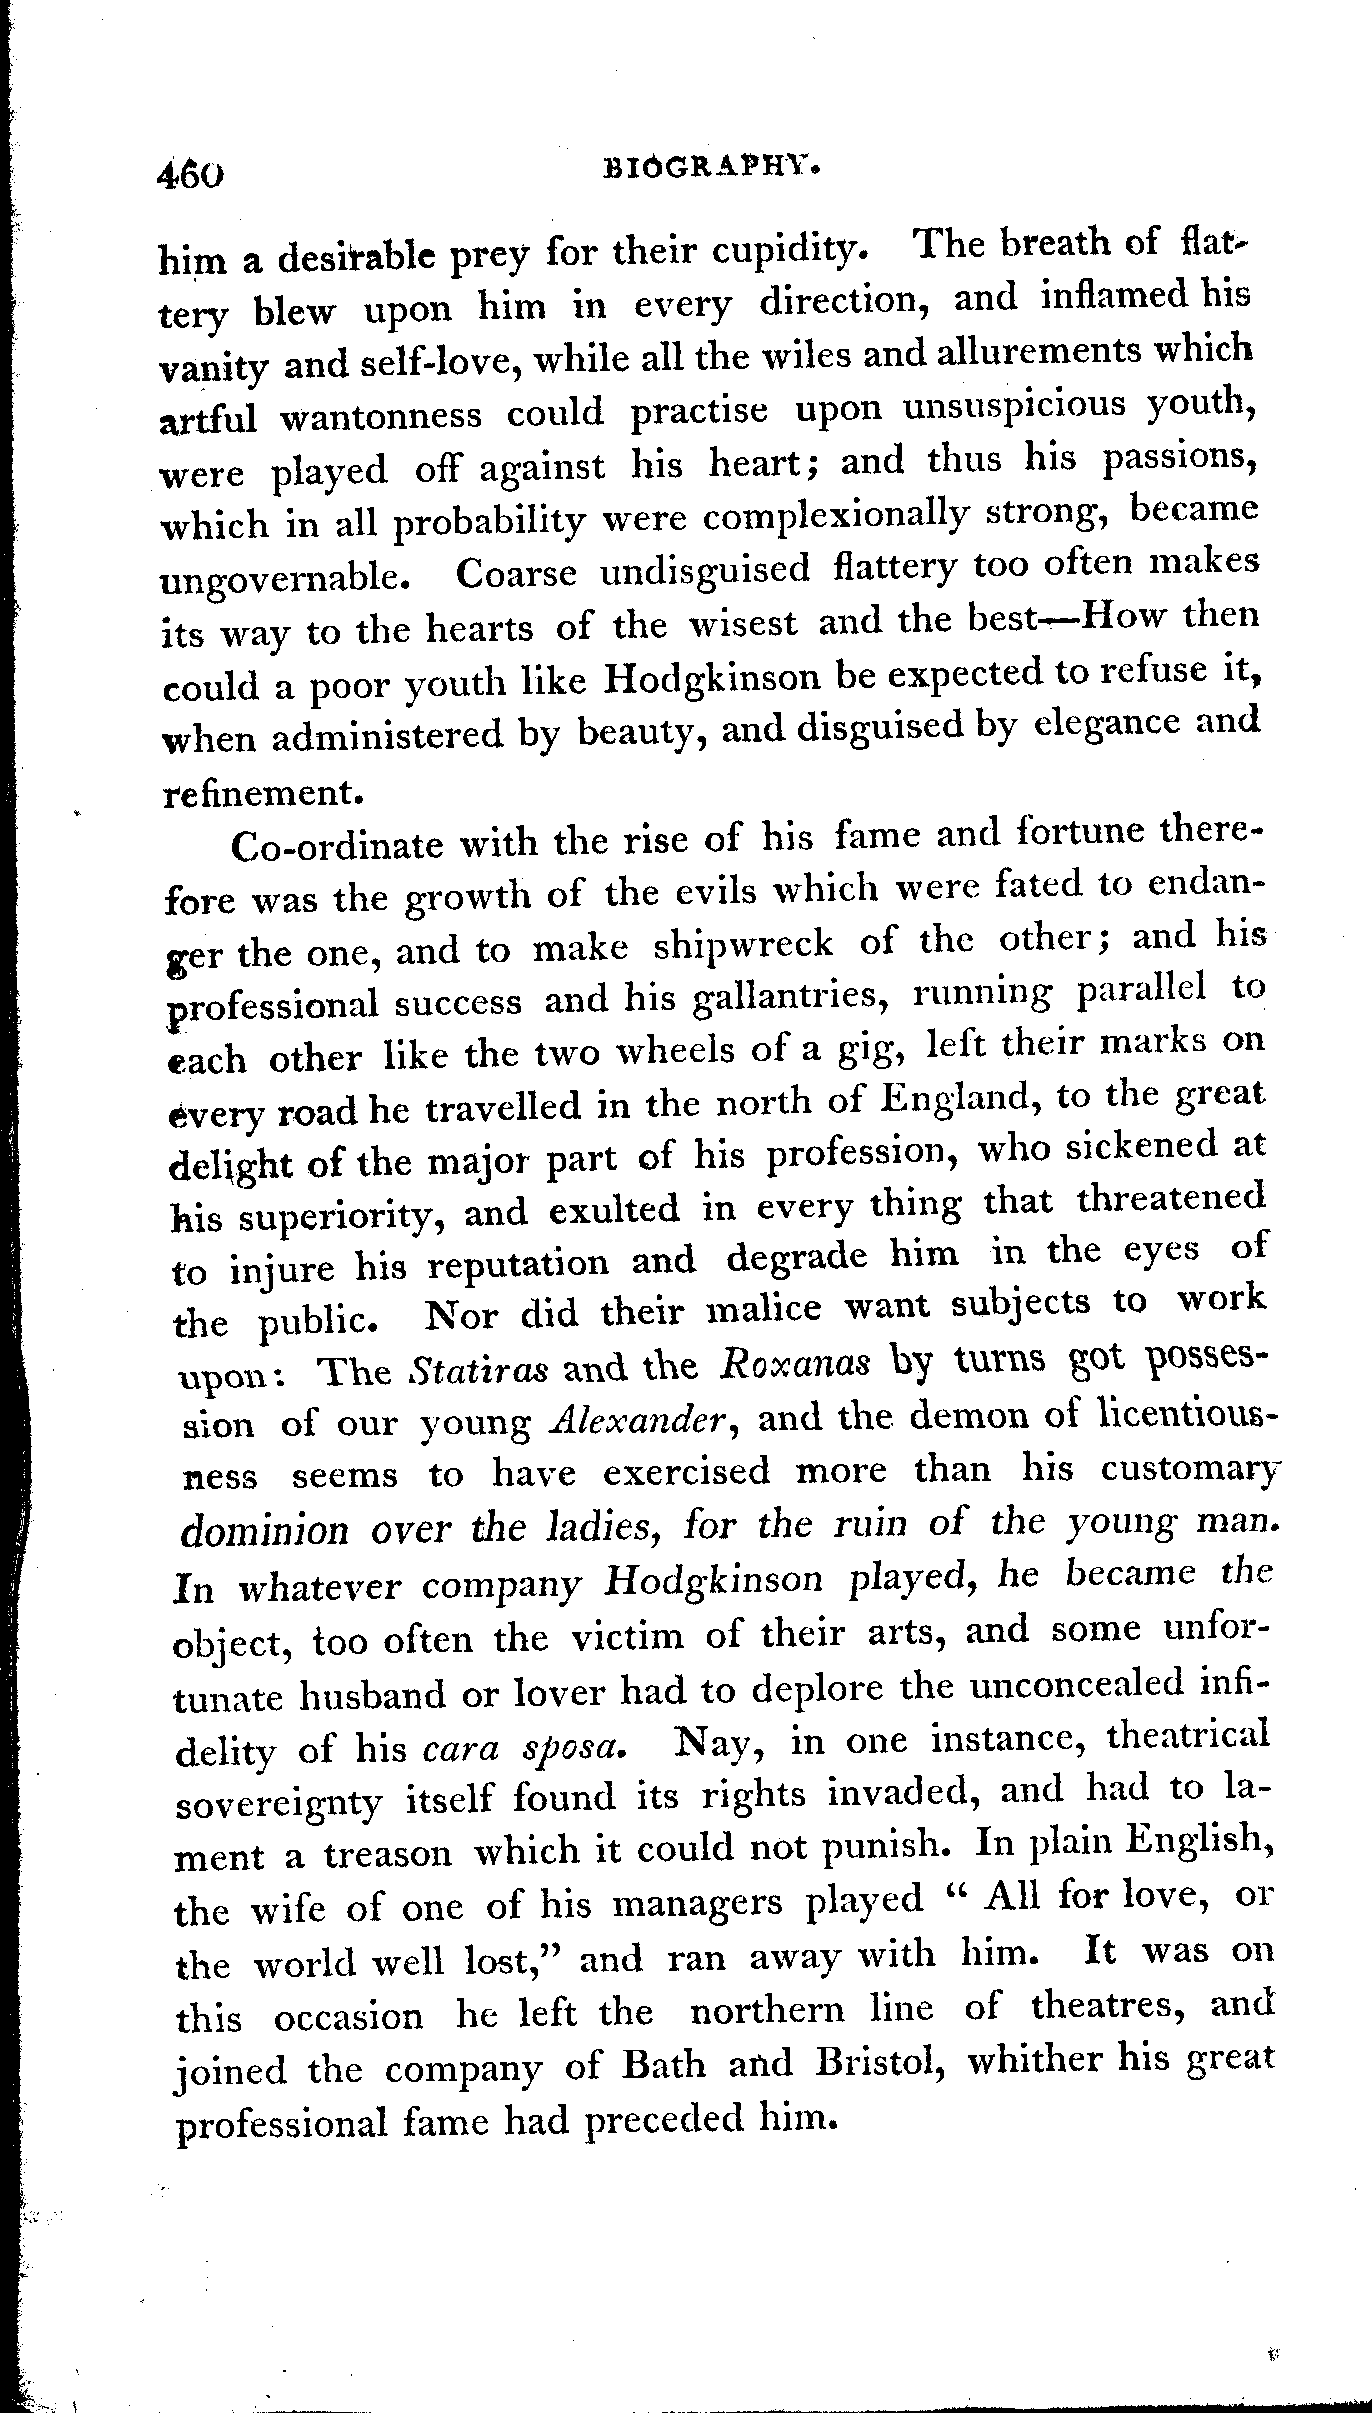 460 BIOGRAPHY.
him a desirable prey for their cupidity. The breath of flat-
tery blew upon him in every direction, and inflamed his
vanity and self-love, while all the wiles and allurements which
artful wantonness could practise upon unsuspicious youth,
were played off against his heart; and thus his passions,
which in all probability were complexionally strong, became
ungovernable. Coarse undisguised flattery too often makes
its way to the hearts of the wisest and the best—How then
could a poor youth like Hodgkinson be expected to refuse it,
when administered by beauty, and disguised by elegance and
refinement.
Co-ordinate with the rise of his fame and fortune there-
fore was the growth of the evils which were fated to endan-
ger the one, and to make shipwreck of the other; and his
professional success and his gallantries, running parallel to
each other like the two wheels of a gig, left their marks on
every road he travelled in the north of England, to the great
delight of the major part of his profession, who sickened at
his superiority, and exulted in every thing that threatened
to injure his reputation and degrade him in the eyes of
the public. Nor did their malice want subjects to work
upon: The Statiras and the Roxanas by turns got posses-
sion of our young Alexander, and the demon of licentious-
ness seems to have exercised more than his customary
dominion over the ladies, for the ruin of the young man.
In whatever company Hodgkinson played, he became the
object, too often the victim of their arts, and some unfor-
tunate husband or lover had to deplore the unconcealed infi-
delity of his cara sposa. Nay, in one instance, theatrical
sovereignty itself found its rights invaded, and had to la-
ment a treason which it could not punish. In plain English,
the wife of one of his managers played “ All for love, or
the world well lost,” and ran away with him. It was on
this occasion he left the northern line of theatres, and
joined the company of Bath and Bristol, whither his great
professional fame had preceded him.